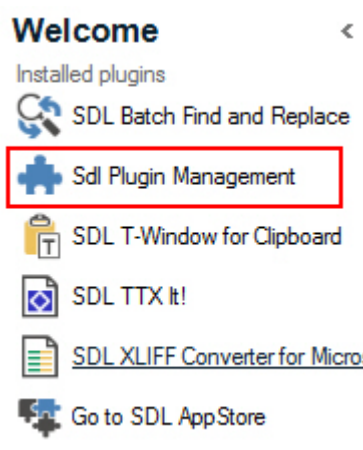 Welcome <
Installed plugins
SDL Batch Find and Replace
Sdl Plugin Management
SDL T-Window for Clipboard
SDL TTX It!
SDL XLIFF Converter for Micro
Go to SDL AppStore